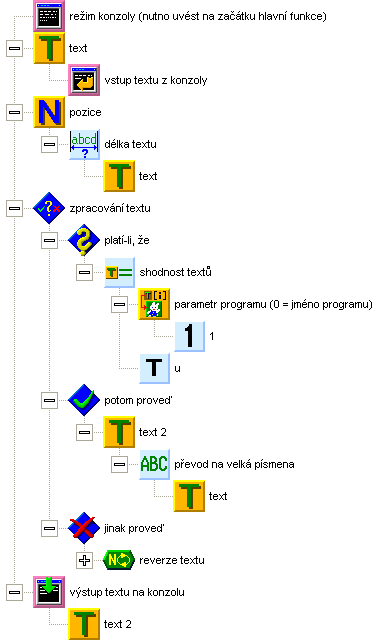 režim konzoly (nutno uvést na začátku hlavní funkce)
T text
vstup textu z konzoly
N pozice
abcd ? délka textu
T text
? zpracování textu
? platí-li, že
T= shodnost textů
T[i] parametr programu (0 = jméno programu)
1 1
T u
potom proveď
T text 2
ABC převod na velká písmena
T text
jinak proveď
N reverze textu
výstup textu na konzolu
T text 2